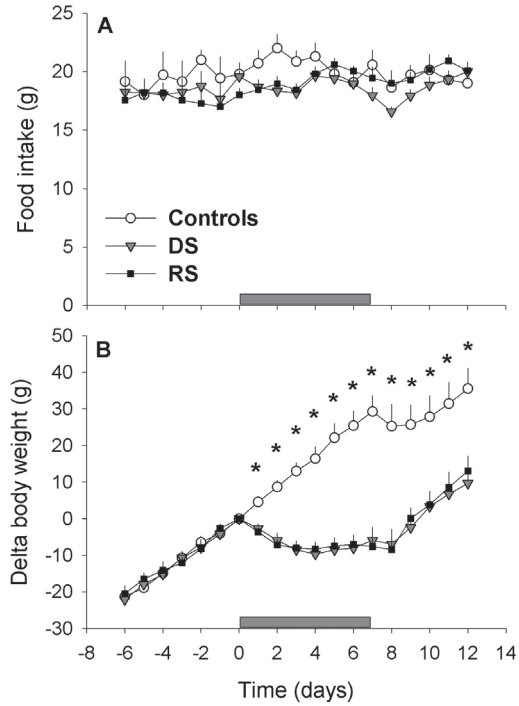 A
25
20
15
10
5
0
Food intake (g)
Controls
DS
RS
B
50
40
30
20
10
0
-10
-20
-30
Delta body weight (g)
* * * * * * * * * * * *
-8 -6 -4 -2 0 2 4 6 8 10 12 14
Time (days)